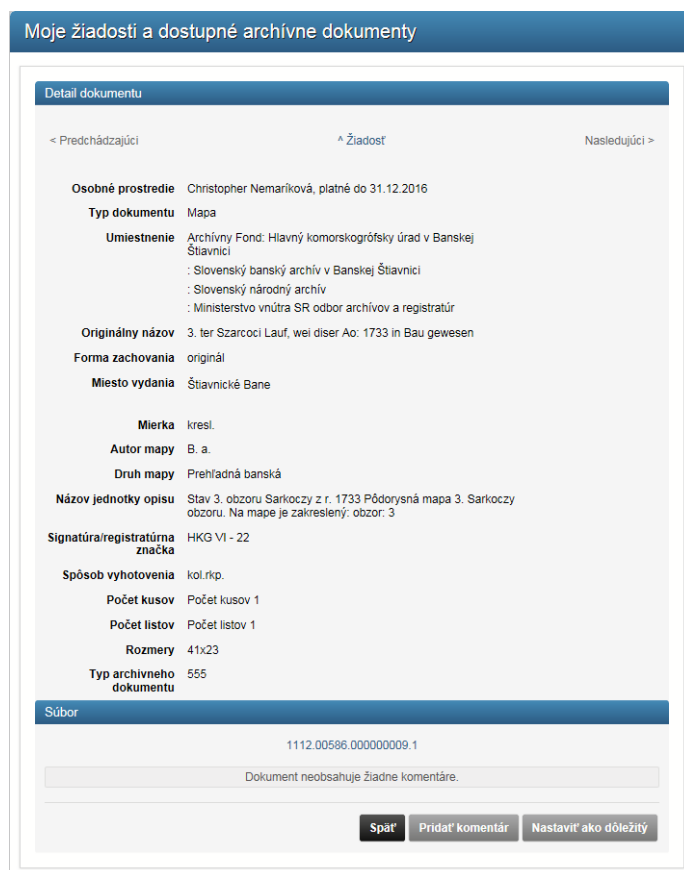 Moje žiadosti a dostupné archívne dokumenty
Detail dokumentu
< Predchádzajúci ^ Žiadosť Nasledujúci >
Osobné prostredie Christopher Nemaríková, platné do 31.12.2016
Typ dokumentu Mapa
Umiestnenie Archívny Fond: Hlavný komorskogrófsky úrad v Banskej
Štiavnici
: Slovenský banský archív v Banskej Štiavnici
: Slovenský národný archív
: Ministerstvo vnútra SR odbor archívov a registratúr
Originálny názov 3. ter Szarcoci Lauf, wei diser Ao: 1733 in Bau gewesen
Forma zachovania originál
Miesto vydania Štiavnické Bane
Mierka kresl.
Autor mapy B. a.
Druh mapy Prehľadná banská
Názov jednotky opisu Stav 3. obzoru Sarkoczy z r. 1733 Pôdorysná mapa 3. Sarkoczy
obzoru. Na mape je zakreslený: obzor: 3
Signatúra/registratúrna HKG VI - 22
značka
Spôsob vyhotovenia kol.rkp.
Počet kusov Počet kusov 1
Počet listov Počet listov 1
Rozmery 41x23
Typ archivneho 555
dokumentu
Súbor
1112.00586.000000009.1
Dokument neobsahuje žiadne komentáre.
Späť Pridať komentár Nastaviť ako dôležitý